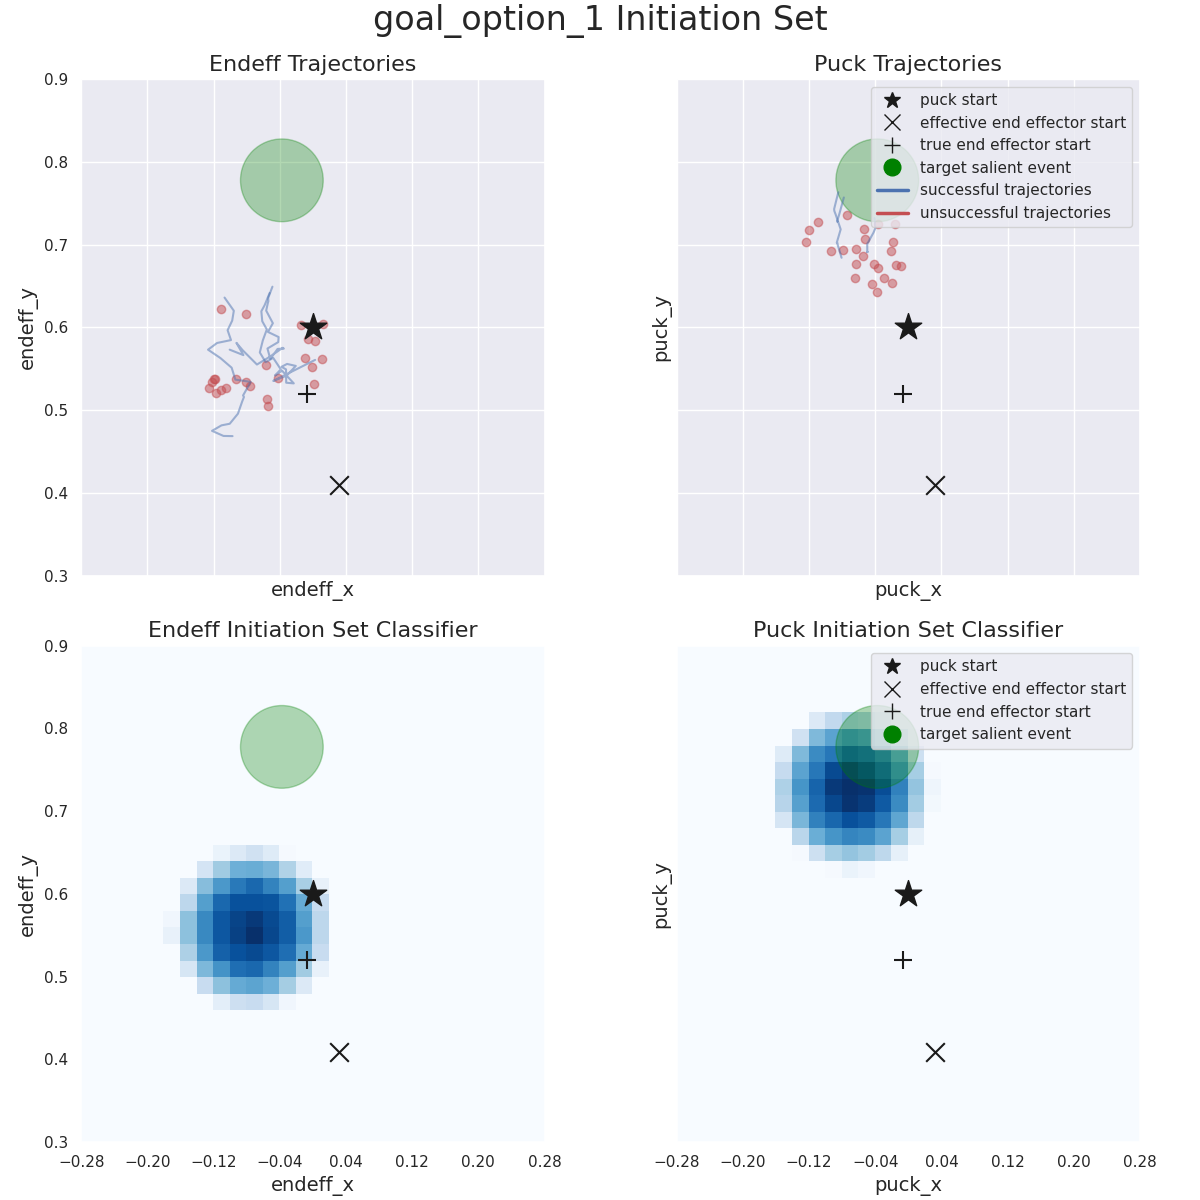 goal_option_1 Initiation Set
Endeff Trajectories
Puck Trajectories
0.9
0.8
0.7
0.6
0.5
0.4
0.3
endeff_y
endeff_x
puck_y
puck_x
puck start
effective end effector start
true end effector start
target salient event
successful trajectories
unsuccessful trajectories
Endeff Initiation Set Classifier
Puck Initiation Set Classifier
0.9
0.8
0.7
0.6
0.5
0.4
0.3
endeff_y
−0.28 −0.20 −0.12 −0.04 0.04 0.12 0.20 0.28
endeff_x
puck_y
puck start
effective end effector start
true end effector start
target salient event
−0.28 −0.20 −0.12 −0.04 0.04 0.12 0.20 0.28
puck_x